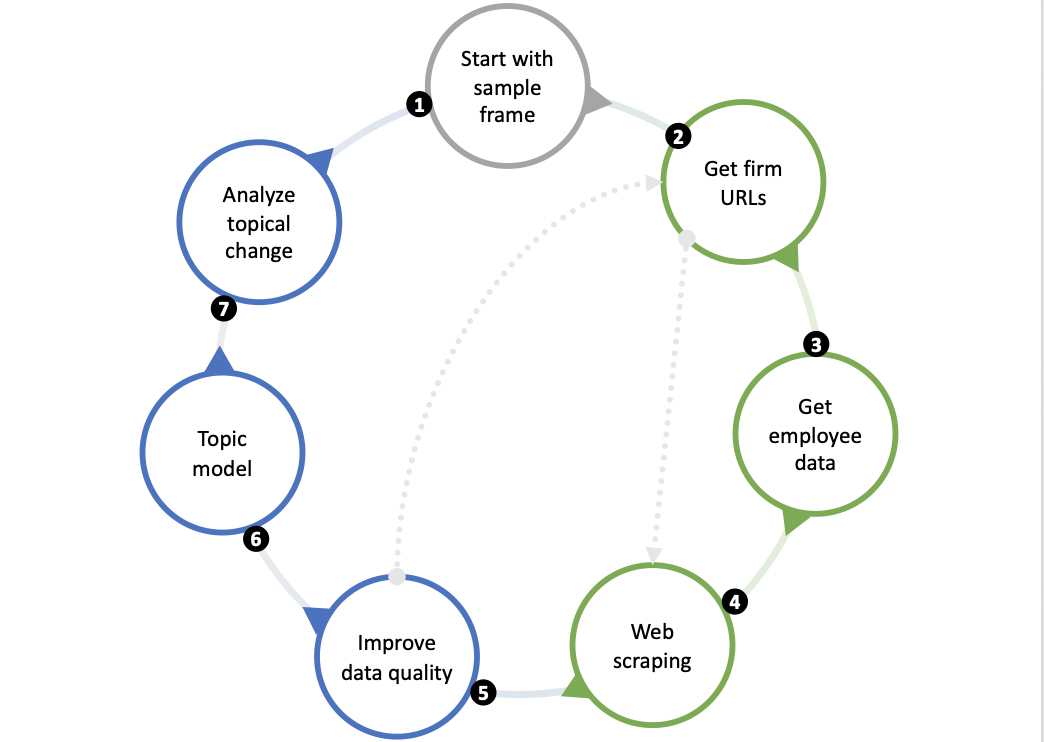 Start with
sample
frame
1
2
Get firm
URLs
3
Get
employee
data
4
Web
scraping
5
Improve
data quality
6
Topic
model
7
Analyze
topical
change